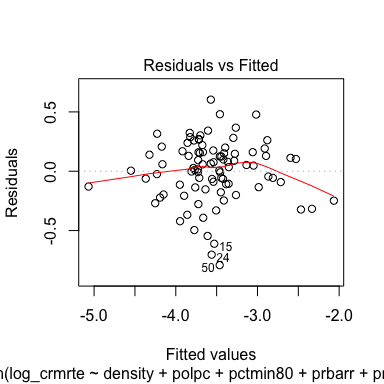 Residuals vs Fitted
Residuals
0.5
0.0
-0.5
15
24
50
-5.0 -4.0 -3.0 -2.0
Fitted values
(log_crmrte ~ density + polpc + pctmin80 + prbarr +